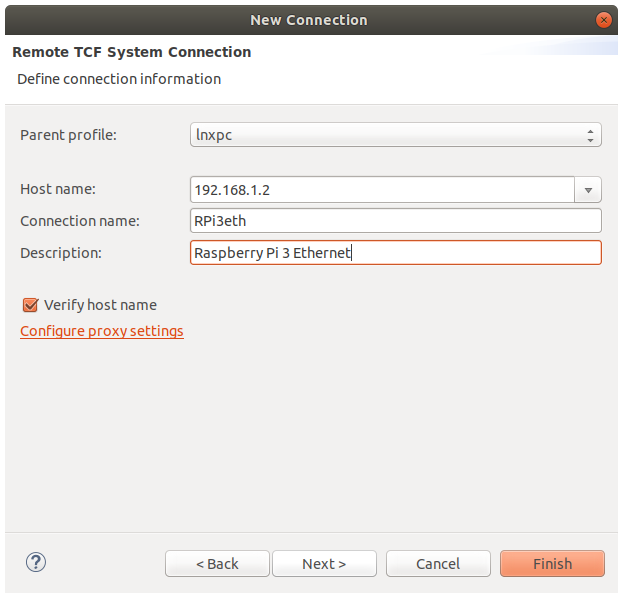 New Connection
Remote TCF System Connection
Define connection information
Parent profile: lnxpc
Host name: 192.168.1.2
Connection name: RPi3eth
Description: Raspberry Pi 3 Ethernet
Verify host name
Configure proxy settings
? < Back Next > Cancel Finish